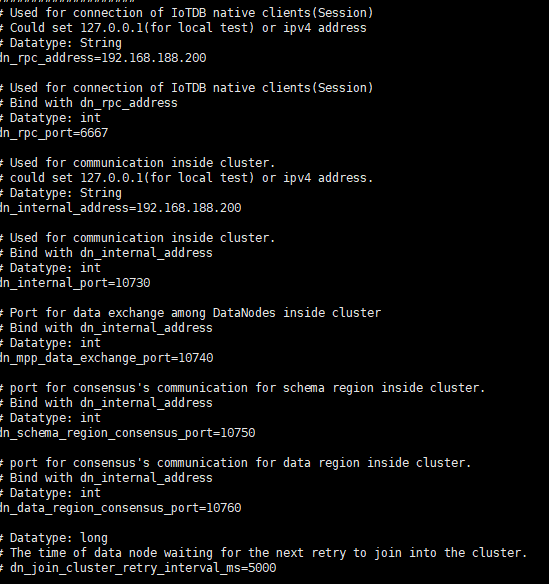 # Used for connection of IoTDB native clients(Session)
# Could set 127.0.0.1(for local test) or ipv4 address
# Datatype: String
dn_rpc_address=192.168.188.200
# Used for connection of IoTDB native clients(Session)
# Bind with dn_rpc_address
# Datatype: int
dn_rpc_port=6667
# Used for communication inside cluster.
# could set 127.0.0.1(for local test) or ipv4 address.
# Datatype: String
dn_internal_address=192.168.188.200
# Used for communication inside cluster.
# Bind with dn_internal_address
# Datatype: int
dn_internal_port=10730
# Port for data exchange among DataNodes inside cluster
# Bind with dn_internal_address
# Datatype: int
dn_mpp_data_exchange_port=10740
# port for consensus's communication for schema region inside cluster.
# Bind with dn_internal_address
# Datatype: int
dn_schema_region_consensus_port=10750
# port for consensus's communication for data region inside cluster.
# Bind with dn_internal_address
# Datatype: int
dn_data_region_consensus_port=10760
# Datatype: long
# The time of data node waiting for the next retry to join into the cluster.
# dn_join_cluster_retry_interval_ms=5000